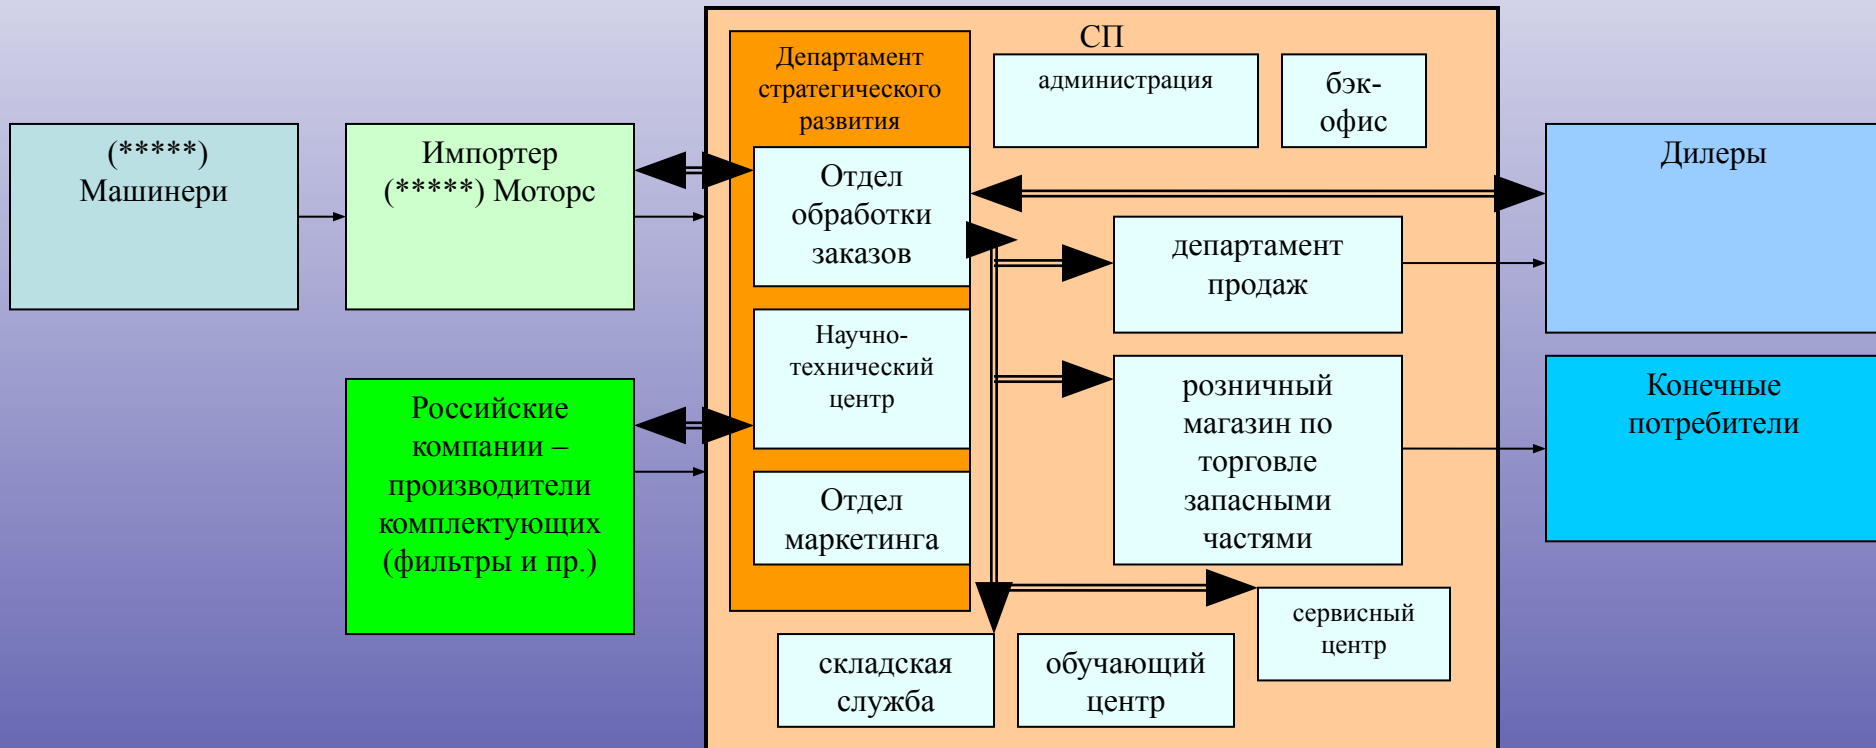 СП
Департамент
стратегического
развития
администрация
бэк-
офис
(*****)
Машинери
Импортер
(*****) Моторс
Отдел
обработки
заказов
Дилеры
департамент
продаж
Научно-
технический
центр
Российские
компании –
производители
комплектующих
(фильтры и пр.)
розничный
магазин по
торговле
запасными
частями
Конечные
потребители
Отдел
маркетинга
сервисный
центр
складская
служба
обучающий
центр